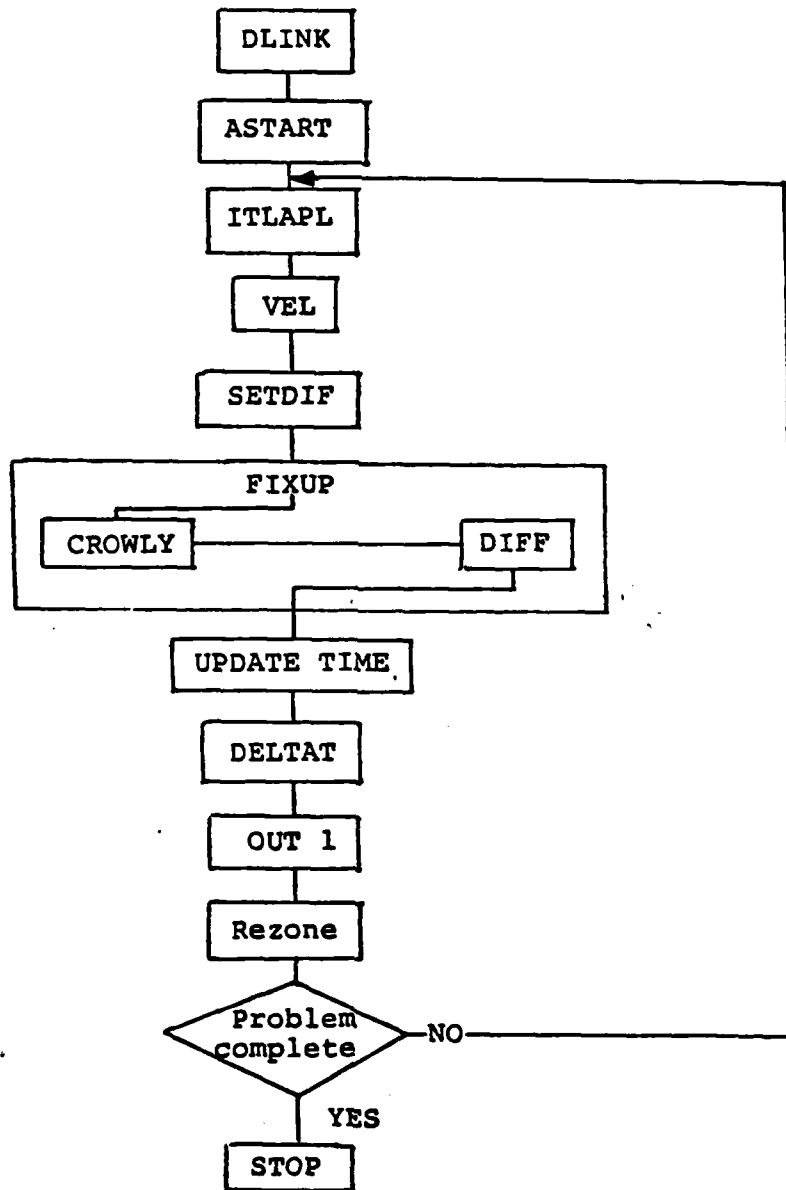 DLINK
ASTART
ITLAPL
VEL
SETDIF
FIXUP
CROWLY
DIFF
UPDATE TIME
DELTAT
OUT 1
Rezone
Problem
complete
NO
YES
STOP